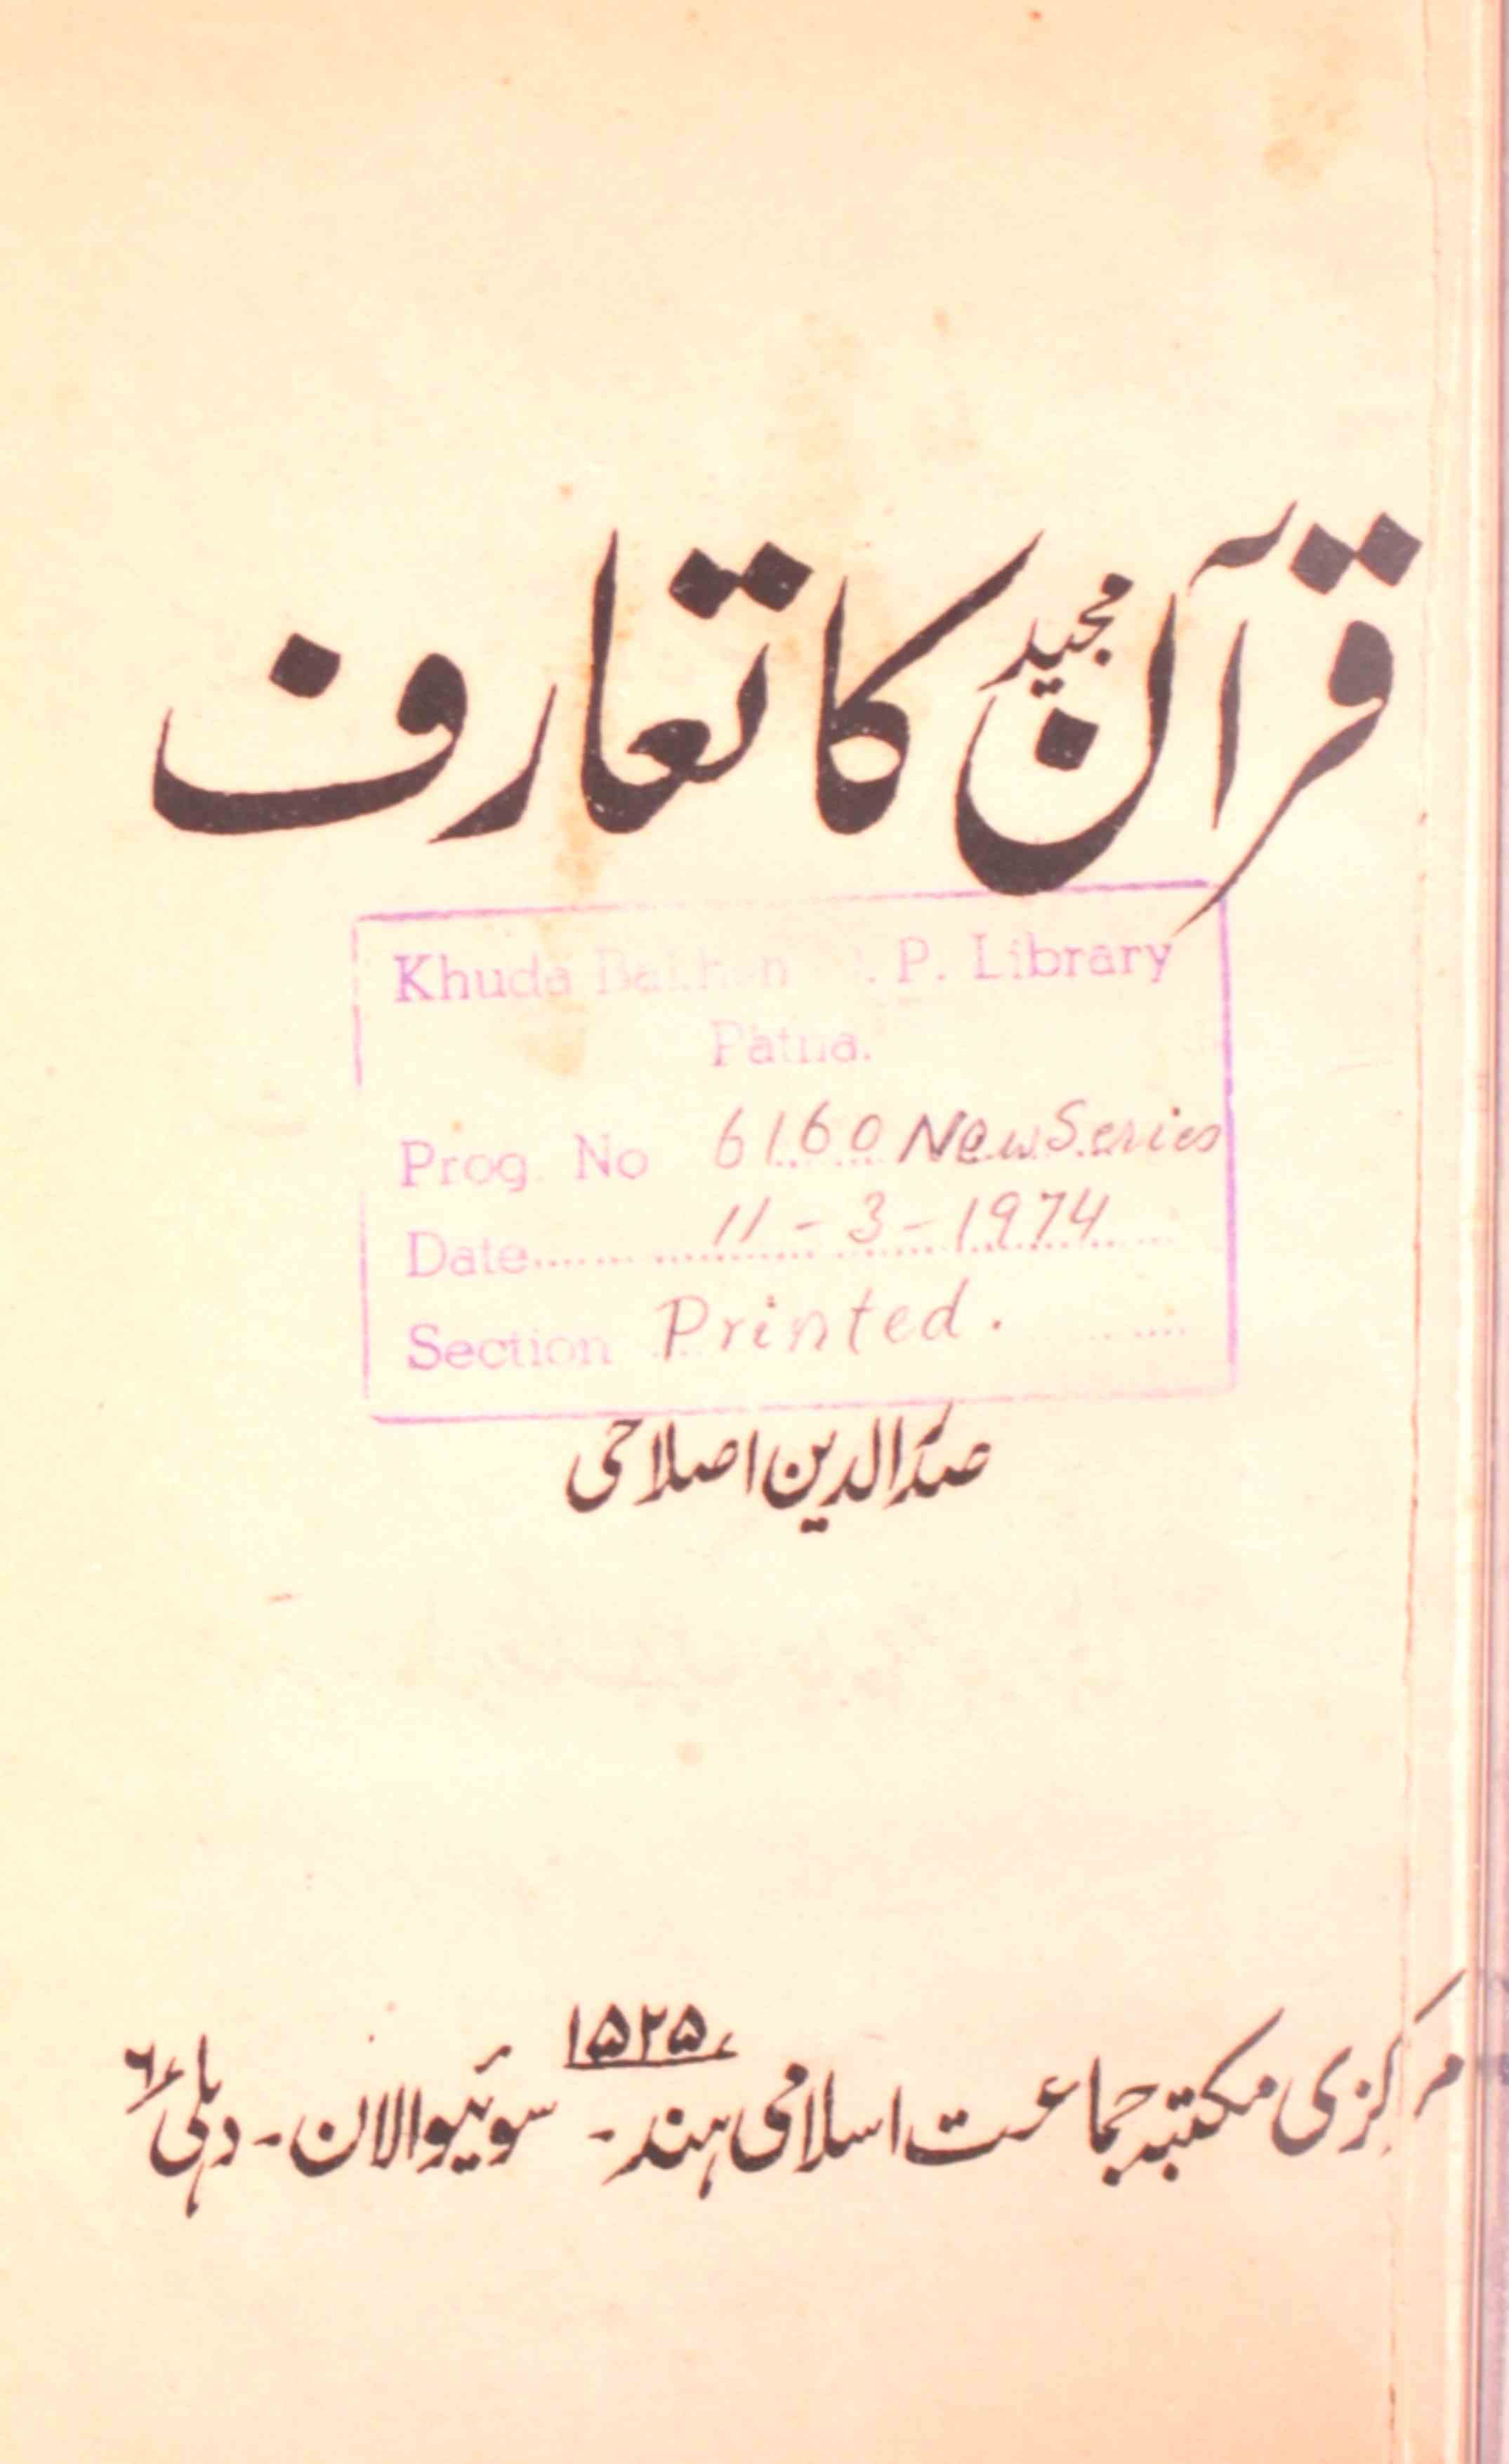 قرآن مجید کا تعارف
Khuda P. Library
Patna.
Prog. No 6160 New Series
Date 11-3-1974
Section Printed.
صدرالدین اصلاحی
مرکزی مکتبہ جماعت اسلامی ہند - ۱۵۲۵ سوئیوالان - دہلی ۶